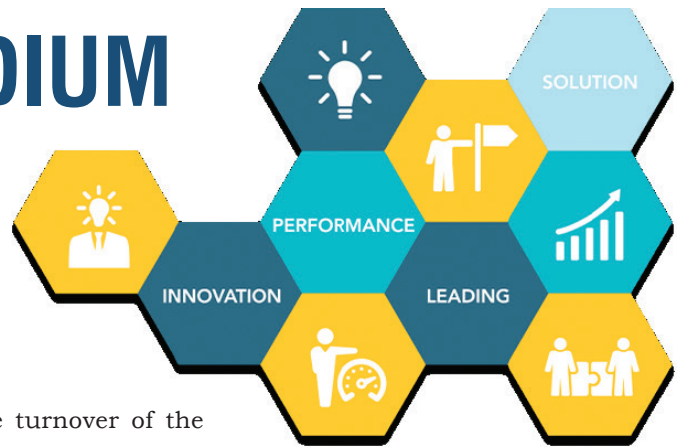 DIUM
SOLUTION
PERFORMANCE
INNOVATION
LEADING
turnover of the